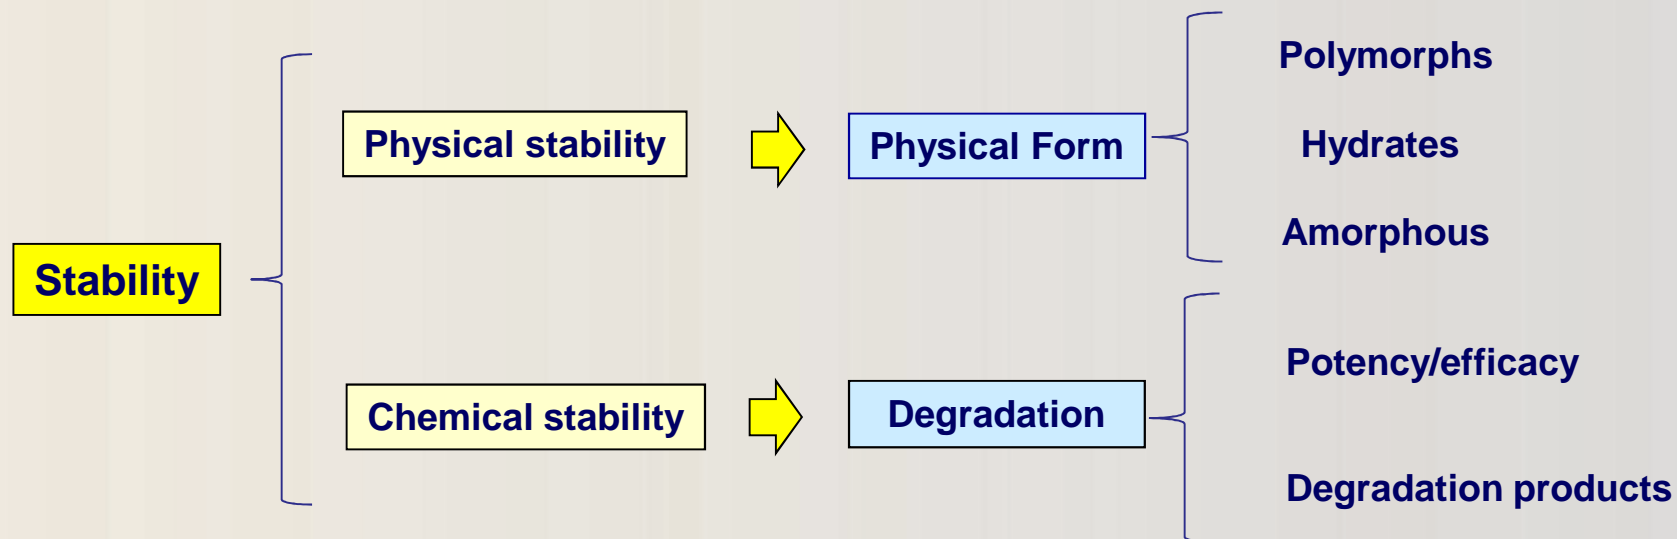 Stability
Physical stability
Physical Form
Polymorphs
Hydrates
Amorphous
Chemical stability
Degradation
Potency/efficacy
Degradation products